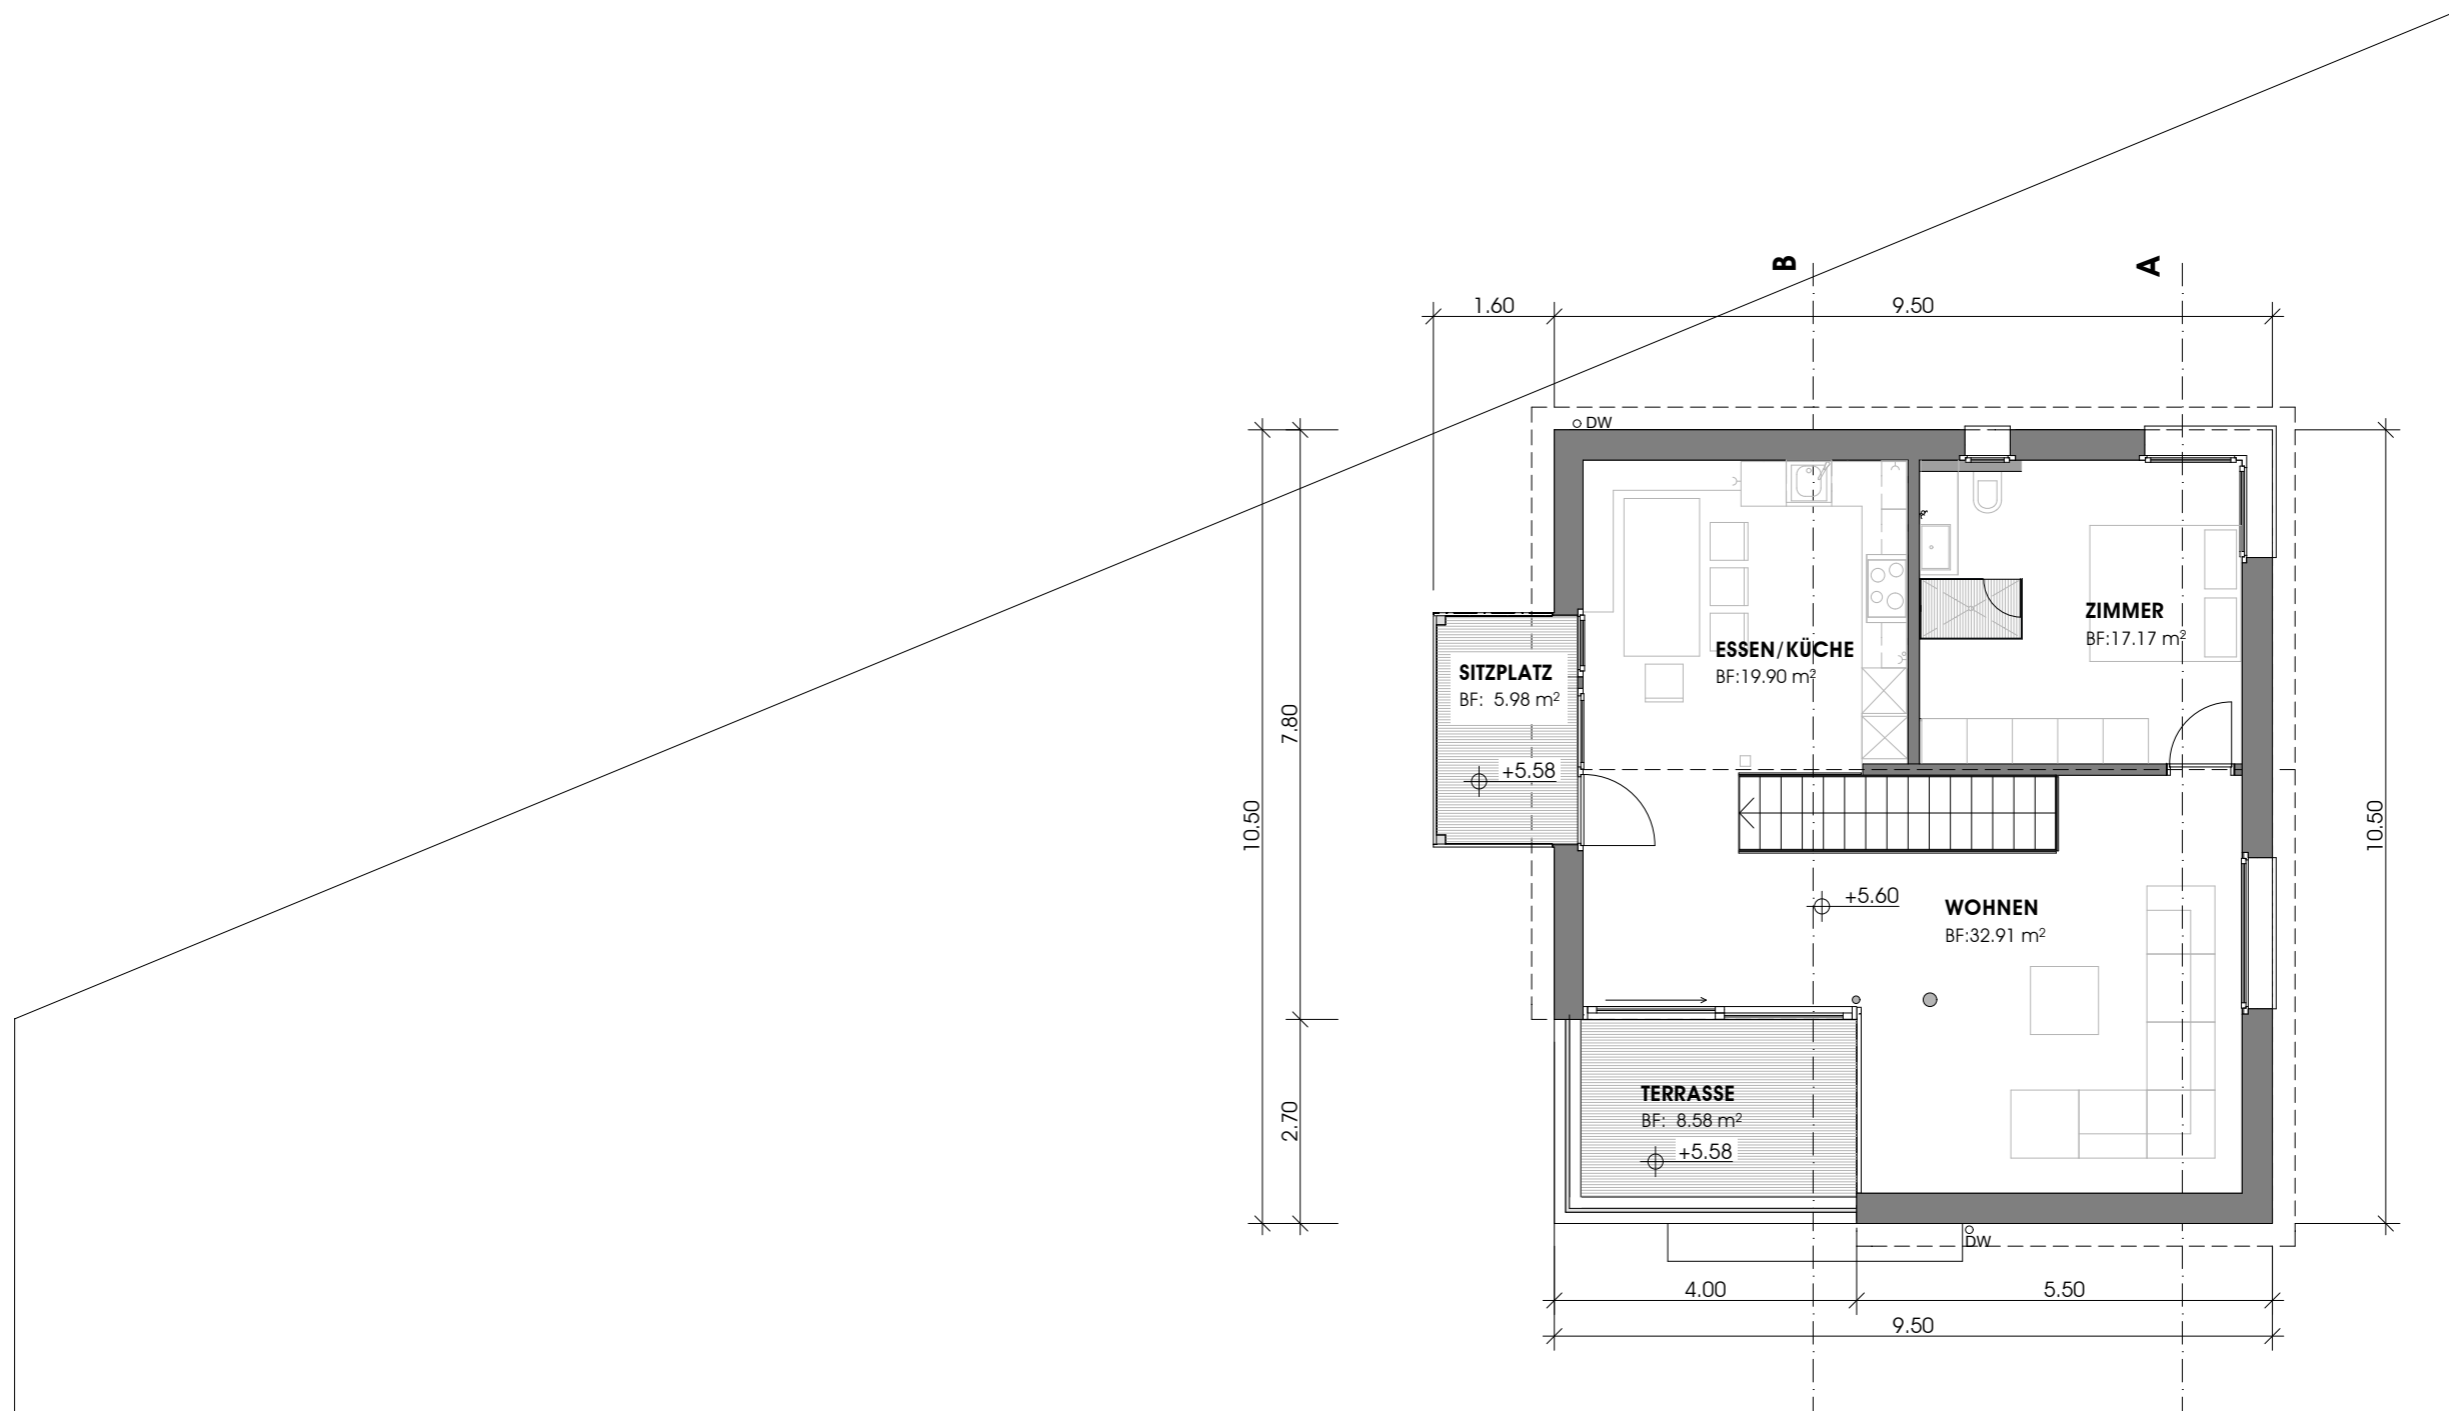 B
A
1.60
9.50
DW
ZIMMER
BF:17.17 m²
ESSEN/KÜCHE
BF:19.90 m²
SITZPLATZ
BF: 5.98 m²
+5.58
7.80
10.50
10.50
+5.60
WOHNEN
BF:32.91 m²
TERRASSE
BF: 8.58 m²
+5.58
2.70
DW
4.00
5.50
9.50